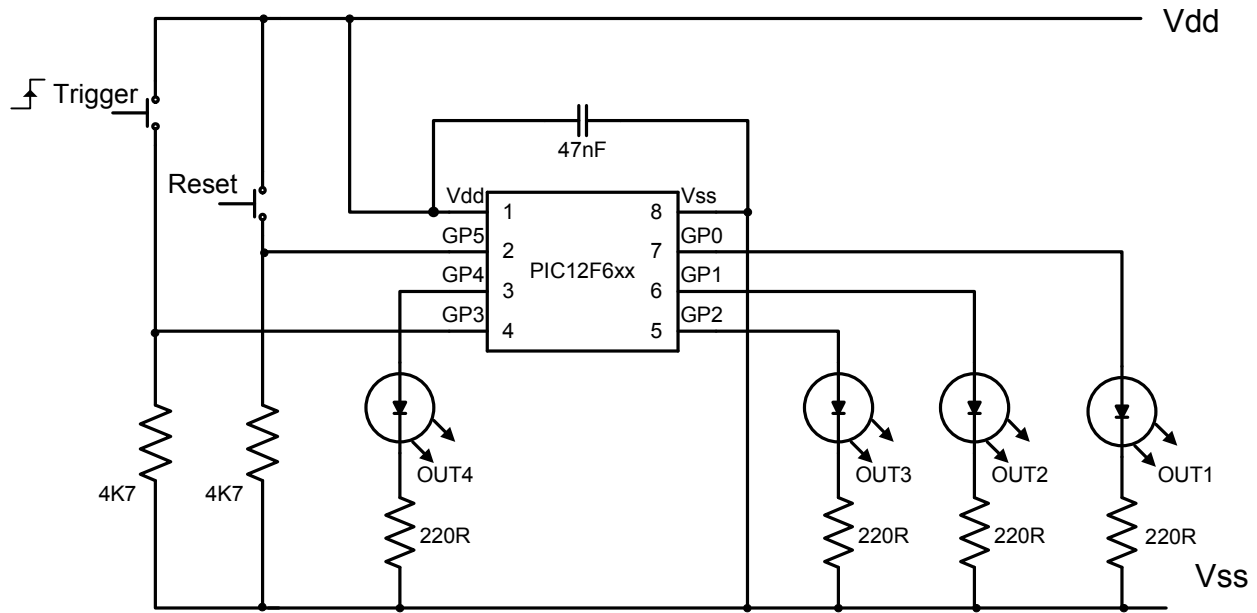 Vdd
Trigger
47nF
Reset
Vdd
Vss
1
8
GP5
GP0
2
7
PIC12F6xx
GP4
GP1
3
6
GP3
GP2
4
5
OUT4
OUT3
OUT2
OUT1
4K7
4K7
220R
220R
220R
220R
Vss